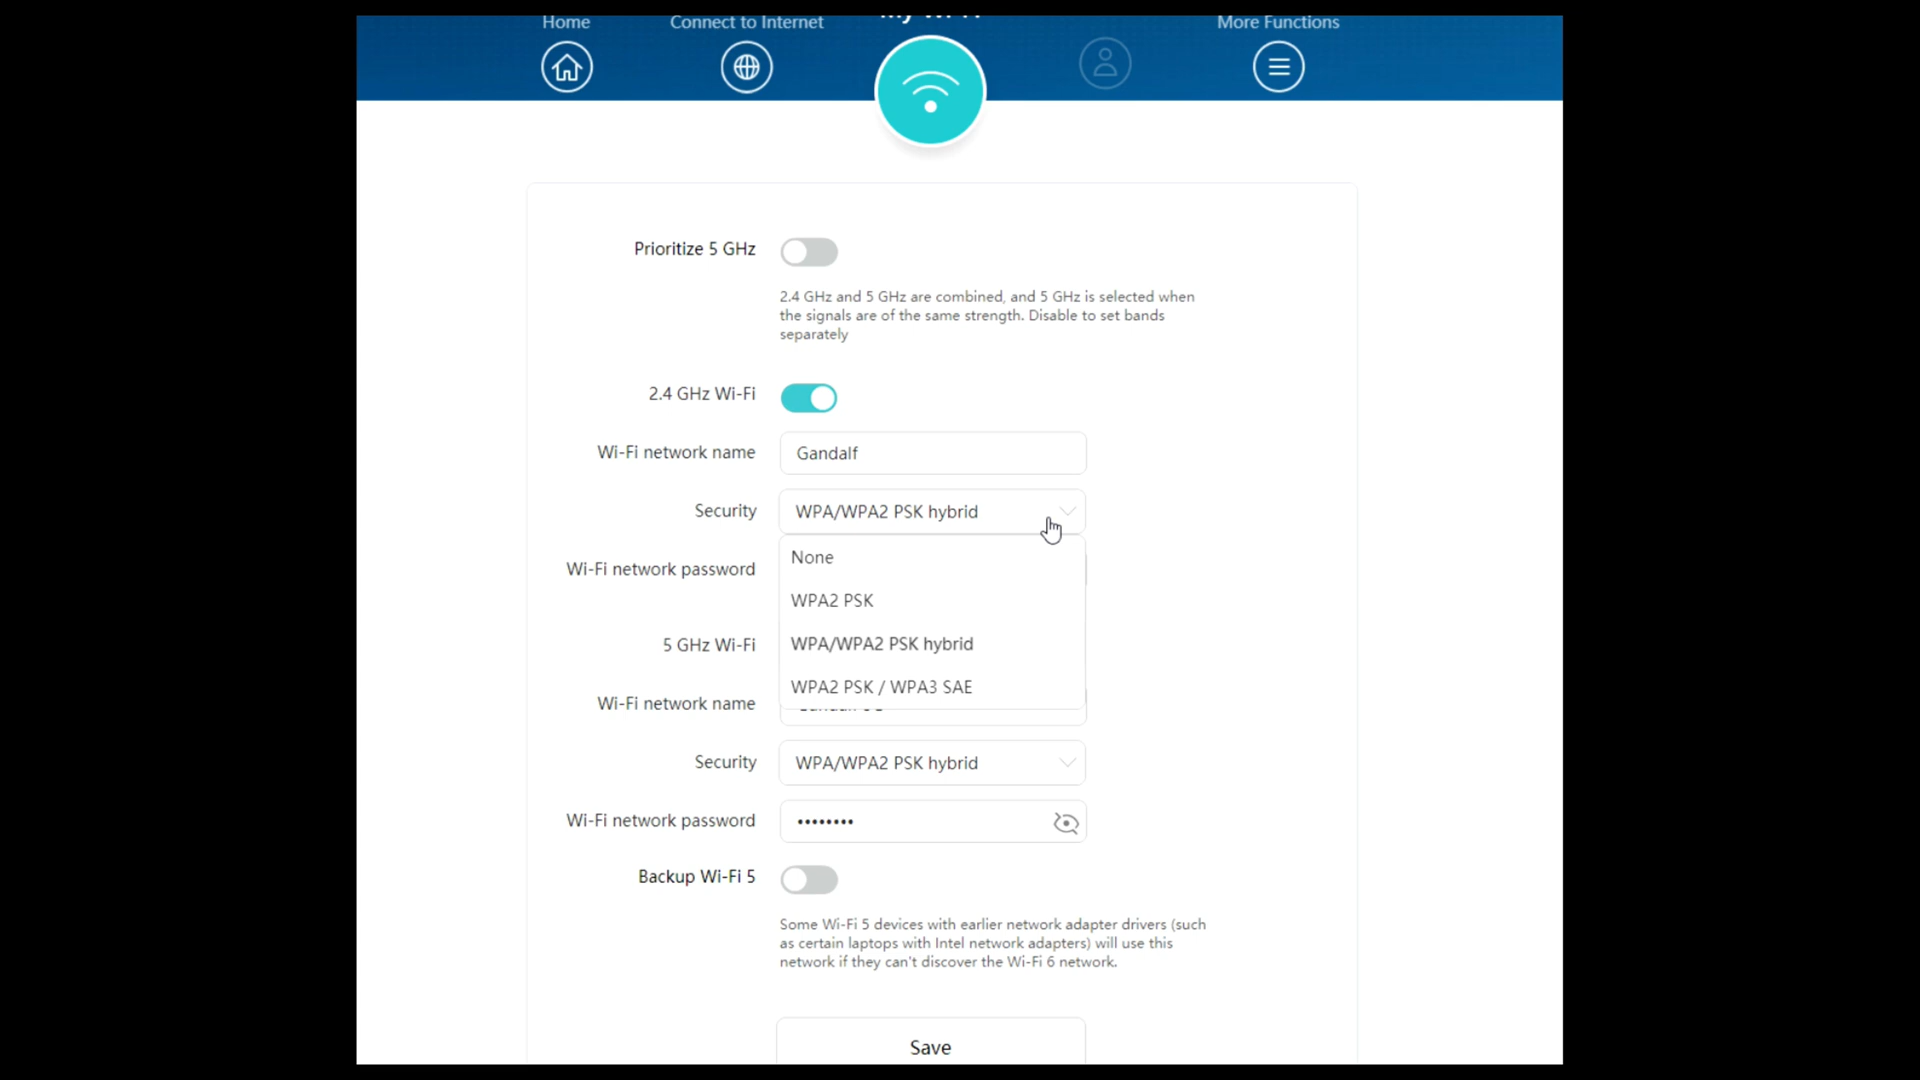 Home
Connect to Internet
More Functions
Prioritize 5 GHz
2.4 GHz and 5 GHz are combined, and 5 GHz is selected when
the signals are of the same strength. Disable to set bands
separately
2.4 GHz Wi-Fi
Wi-Fi network name
Gandalf
Security
WPA/WPA2 PSK hybrid
None
Wi-Fi network password
WPA2 PSK
5 GHz Wi-Fi
WPA/WPA2 PSK hybrid
WPA2 PSK / WPA3 SAE
Wi-Fi network name
Security
WPA/WPA2 PSK hybrid
Wi-Fi network password
••••••••
Backup Wi-Fi 5
Some Wi-Fi 5 devices with earlier network adapter drivers (such
as certain laptops with Intel network adapters) will use this
network if they can't discover the Wi-Fi 6 network.
Save